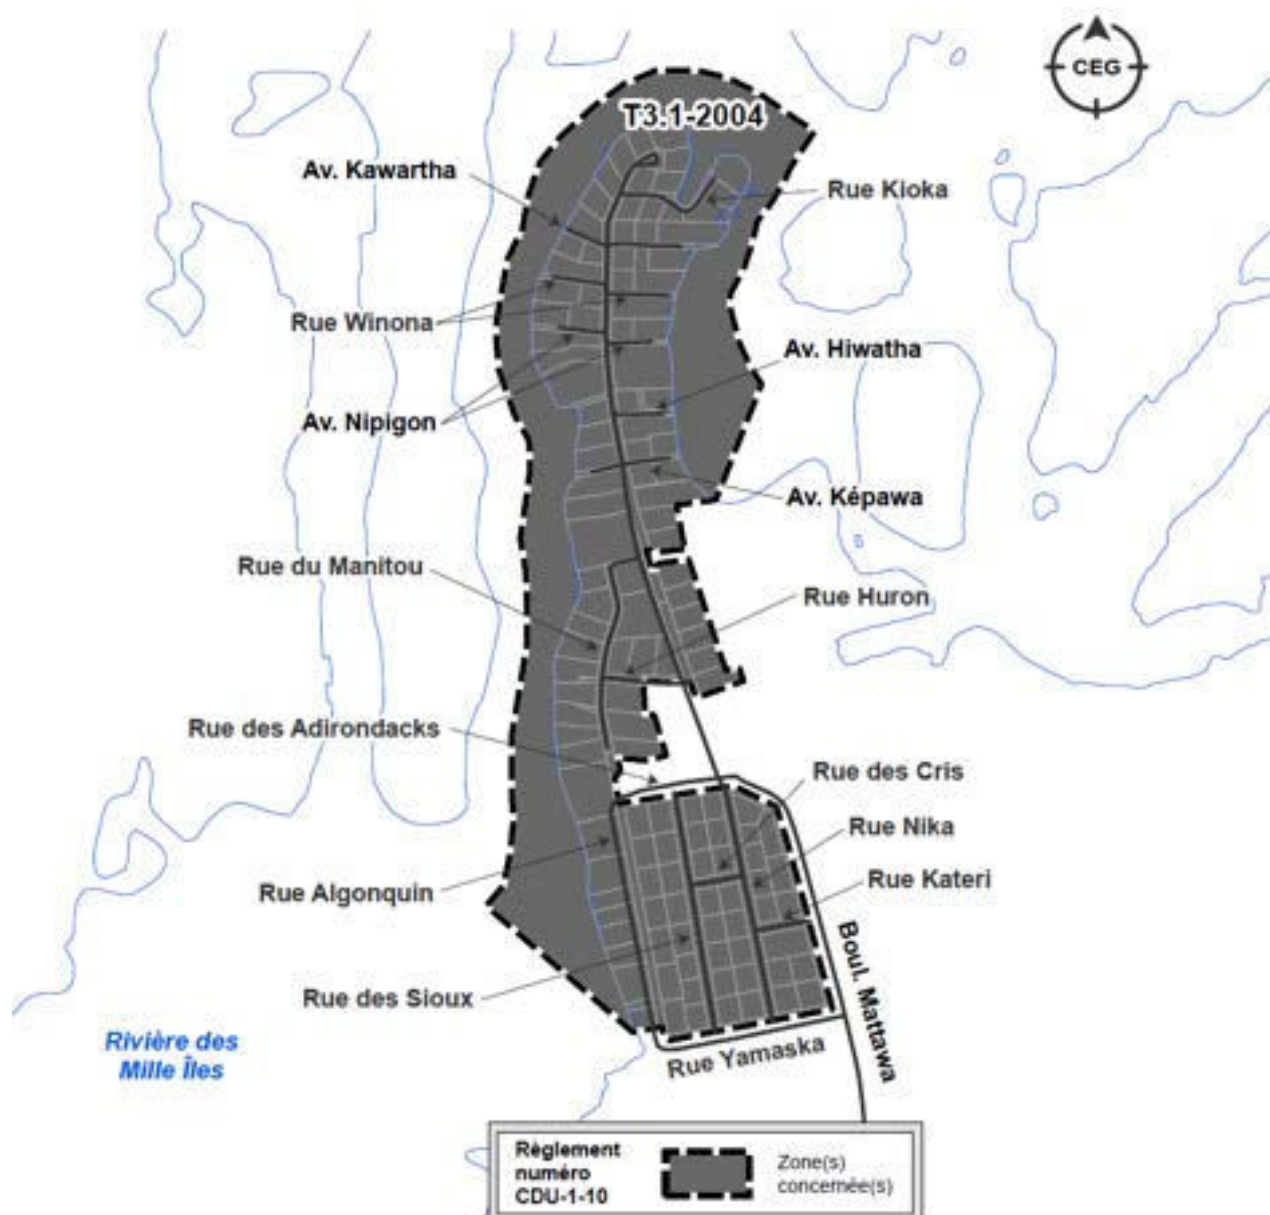 CEG
T3.1-2004
Av. Kawartha
Rue Kioka
Rue Winona
Av. Hiwatha
Av. Nipigon
Av. Képawa
Rue du Manitou
Rue Huron
Rue des Adirondacks
Rue des Cris
Rue Nika
Rue Algonquin
Rue Kateri
Boul. Mattawa
Rue des Sioux
Rivière des
Mille Îles
Rue Yamaska
Règlement
numéro
CDU-1-10
Zone(s)
concernée(s)